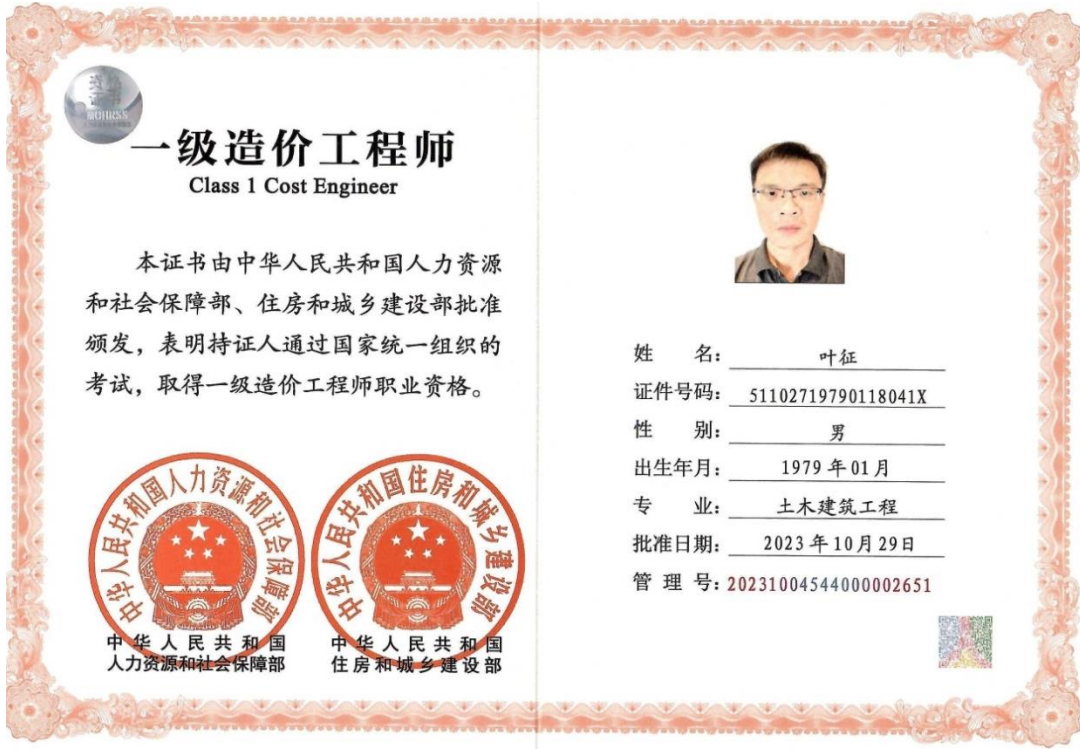 MOHRSS
一级造价工程师
Class 1 Cost Engineer
本证书由中华人民共和国人力资源
和社会保障部、住房和城乡建设部批准
颁发，表明持证人通过国家统一组织的
考试，取得一级造价工程师职业资格。
中华人民共和国人力资源和社会保障部
中华人民共和国住房和城乡建设部
中华人民共和国
人力资源和社会保障部
中华人民共和国
住房和城乡建设部
姓 名：叶征
证件号码：51102719790118041X
性 别：男
出生年月：1979年01月
专 业：土木建筑工程
批准日期：2023年10月29日
管 理 号：20231004544000002651